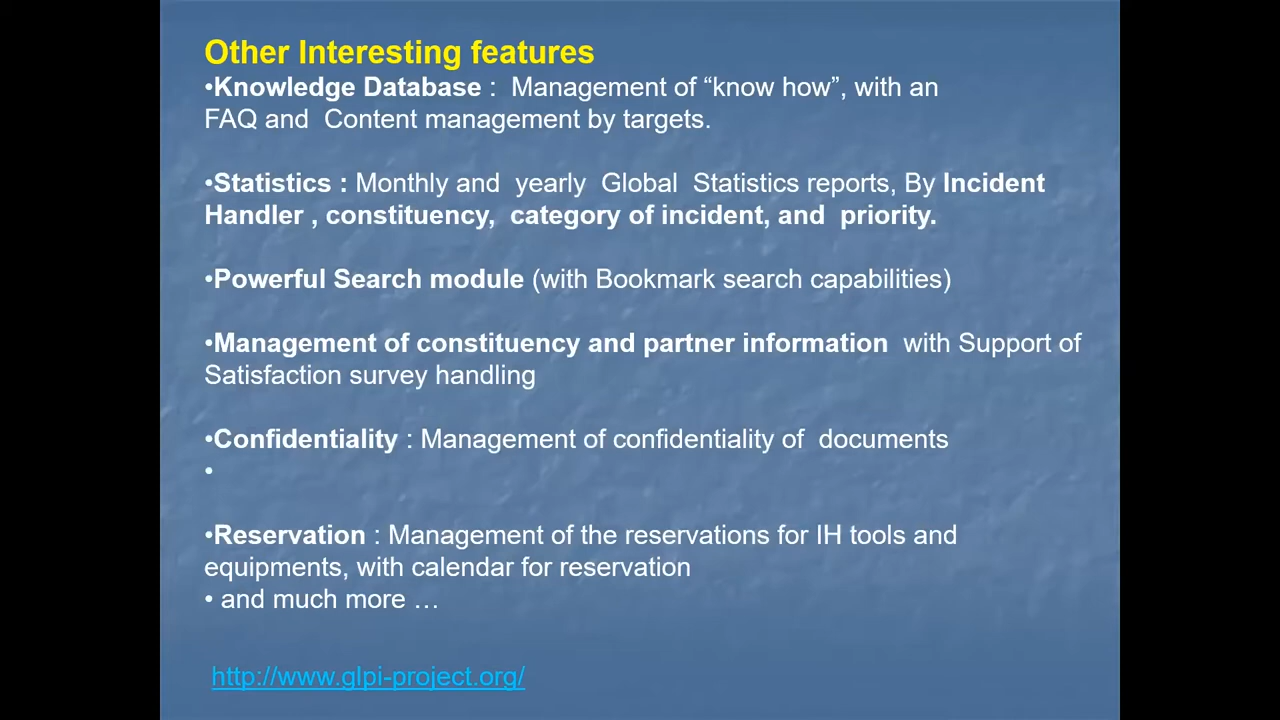 Other Interesting features
•Knowledge Database :  Management of “know how”, with an
FAQ and  Content management by targets.
•Statistics : Monthly and  yearly  Global  Statistics reports, By Incident
Handler , constituency,  category of incident, and  priority.
•Powerful Search module (with Bookmark search capabilities)
•Management of constituency and partner information  with Support of
Satisfaction survey handling
•Confidentiality : Management of confidentiality of  documents
•
•Reservation : Management of the reservations for IH tools and
equipments, with calendar for reservation
• and much more …
http://www.glpi-project.org/